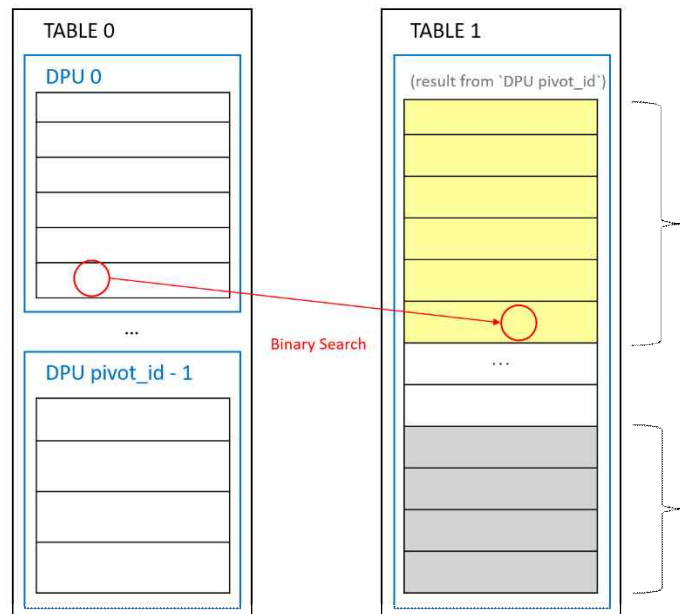 TABLE 0
DPU 0
...
DPU pivot_id - 1
Binary Search
TABLE 1
(result from `DPU pivot_id`)
...